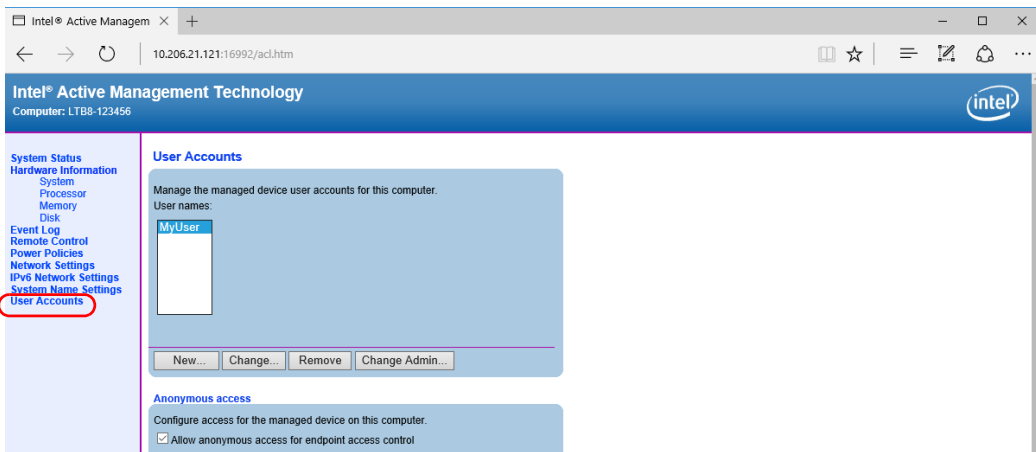 Intel® Active Managem
10.206.21.121:16992/acl.htm
Intel® Active Management Technology
Computer: LTB8-123456
intel
System Status
Hardware Information
System
Processor
Memory
Disk
Event Log
Remote Control
Power Policies
Network Settings
IPv6 Network Settings
System Name Settings
User Accounts
User Accounts
Manage the managed device user accounts for this computer.
User names:
MyUser
New... Change... Remove Change Admin...
Anonymous access
Configure access for the managed device on this computer.
Allow anonymous access for endpoint access control